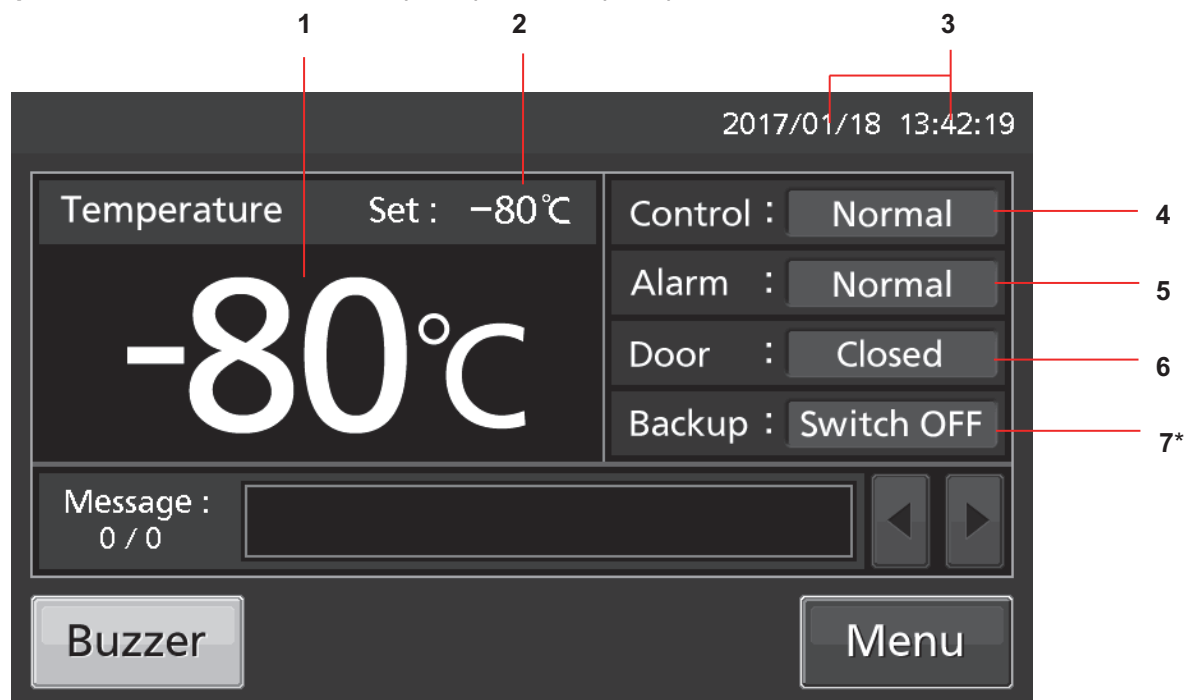 1 2 3
2017/01/18 13:42:19
Temperature Set : −80℃
-80℃
Control : Normal 4
Alarm : Normal 5
Door : Closed 6
Backup : Switch OFF 7*
Message :
0 / 0
Buzzer Menu